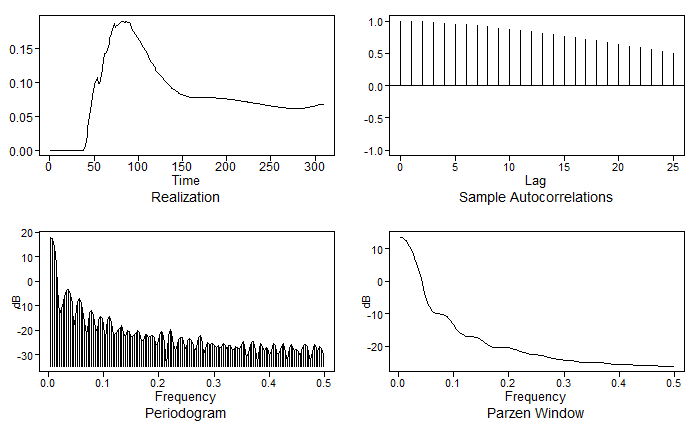 0.15
0.10
0.05
0.00
0 50 100 150 200 250 300
Time
Realization
1.0
0.5
0.0
-0.5
-1.0
0 5 10 15 20 25
Lag
Sample Autocorrelations
20
10
0
-10
-20
-30
dB
0.0 0.1 0.2 0.3 0.4 0.5
Frequency
Periodogram
10
0
-10
-20
dB
0.0 0.1 0.2 0.3 0.4 0.5
Frequency
Parzen Window